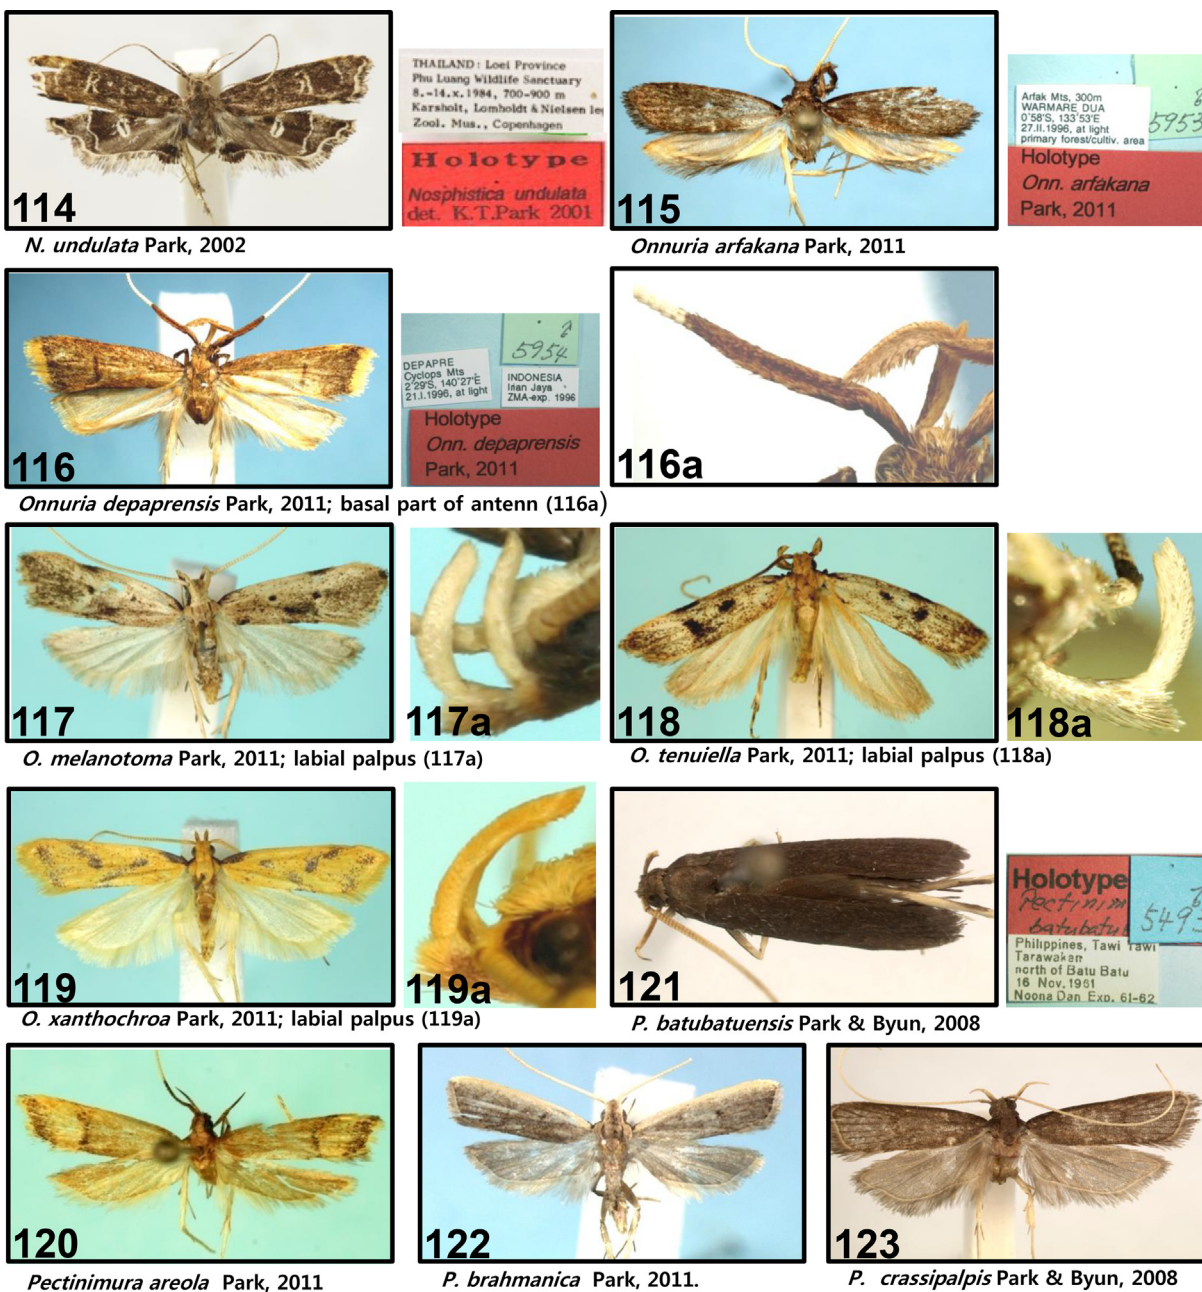 THAILAND: Loei Province
Phu Luang Wildlife Sanctuary
8.-14.x.1984, 700-900 m
Karsholt, Lomholdt & Nielsen leg
Zool. Mus., Copenhagen
Holotype
Nosphistica undulata
det. K.T.Park 2001
114
N. undulata Park, 2002
Arfak Mts, 300m
WARMARE DUA
0˚58'S, 133˚53'E
27.II.1996, at light
primary forest/cultiv. area
5953
Holotype
Onn. arfakana
Park, 2011
115
Onnuria arfakana Park, 2011
116
5954
DEPAPRE
Cyclops Mts
2˚29'S, 140˚27'E
21.I.1996, at light
INDONESIA
Irian Jaya
ZMA-exp. 1996
Holotype
Onn. depaprensis
Park, 2011
116a
Onnuria depaprensis Park, 2011; basal part of antenn (116a)
117
117a
O. melanotoma Park, 2011; labial palpus (117a)
118
118a
O. tenuiella Park, 2011; labial palpus (118a)
119
119a
O. xanthochroa Park, 2011; labial palpus (119a)
121
Holotype
Pectinim
batubatu
549
Philippines, Tawi Tawi
Tarawakan
north of Batu Batu
16 Nov, 1961
Noona Dan Exp. 61-62
P. batubatuensis Park & Byun, 2008
120
Pectinimura areola Park, 2011
122
P. brahmanica Park, 2011.
123
P. crassipalpis Park & Byun, 2008